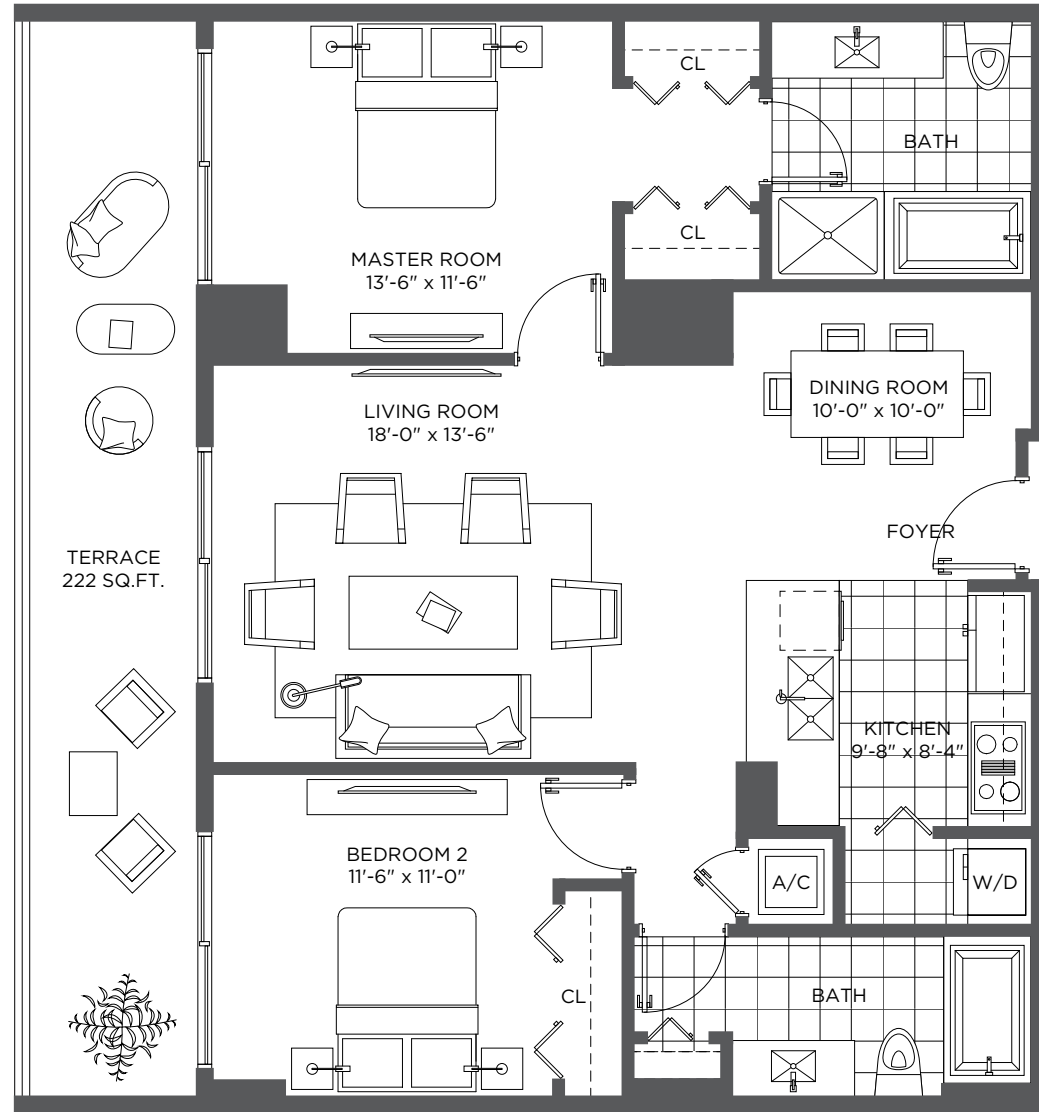 CL
BATH
CL
MASTER ROOM
13'-6" x 11'-6"
DINING ROOM
10'-0" x 10'-0"
LIVING ROOM
18'-0" x 13'-6"
FOYER
TERRACE
222 SQ.FT.
KITCHEN
9'-8" x 8'-4"
BEDROOM 2
11'-6" x 11'-0"
A/C
W/D
CL
BATH